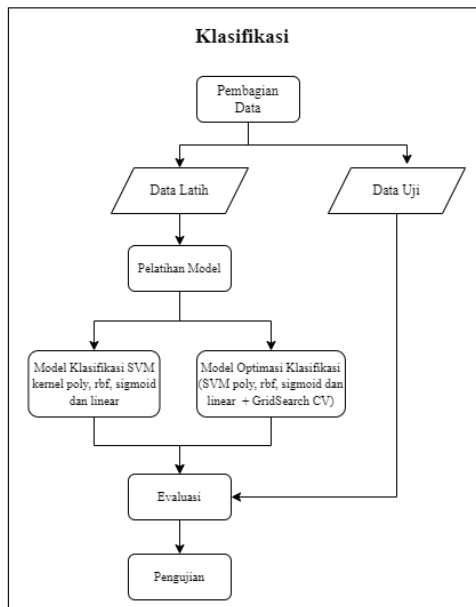 Klasifikasi
Pembagian
Data
Data Latih
Data Uji
Pelatihan Model
Model Klasifikasi SVM
kernel poly, rbf, sigmoid
dan linear
Model Optimasi Klasifikasi
(SVM poly, rbf, sigmoid dan
linear + GridSearch CV)
Evaluasi
Pengujian